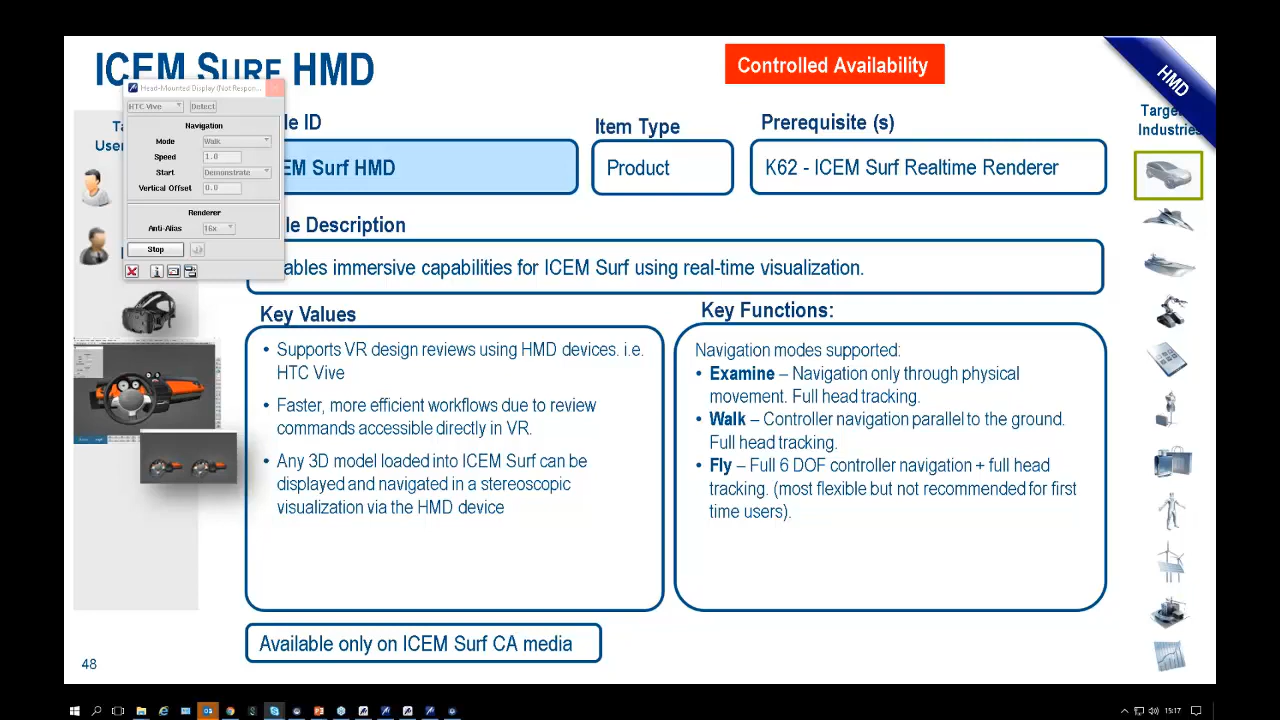 ICEM SURF HMD
Controlled Availability
HMD
Head-Mounted Display (Not Respon...
HTC Vive
Detect
Navigation
Mode
Walk
Speed
1.0
Start
Demonstrate
Vertical Offset
0.0
Renderer
Anti-Alias
16x
Stop
Ta
User
le ID
EM Surf HMD
Item Type
Product
Prerequisite (s)
K62 - ICEM Surf Realtime Renderer
Target
Industries
le Description
ables immersive capabilities for ICEM Surf using real-time visualization.
Key Values
• Supports VR design reviews using HMD devices. i.e.
HTC Vive
• Faster, more efficient workflows due to review
commands accessible directly in VR.
• Any 3D model loaded into ICEM Surf can be
displayed and navigated in a stereoscopic
visualization via the HMD device
Key Functions:
Navigation modes supported:
• Examine – Navigation only through physical
movement. Full head tracking.
• Walk – Controller navigation parallel to the ground.
Full head tracking.
• Fly – Full 6 DOF controller navigation + full head
tracking. (most flexible but not recommended for first
time users).
Available only on ICEM Surf CA media
48
15:17